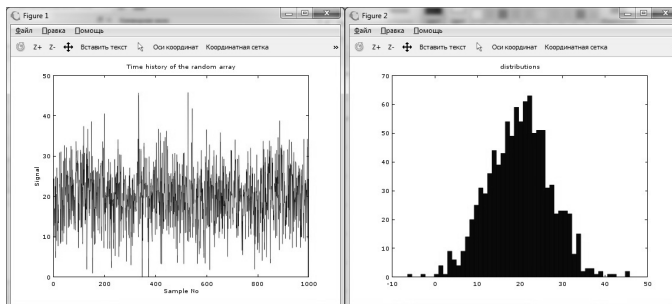 Figure 1
Файл Правка Помощь
Z+ Z- Вставить текст Оси координат Координатная сетка »
Time history of the random array
50
40
30
20
10
0
Signal
0 200 400 600 800 1000
Sample No
Figure 2
Файл Правка Помощь
Z+ Z- Вставить текст Оси координат Координатная сетка
distributions
70
60
50
40
30
20
10
0
-10 0 10 20 30 40 50